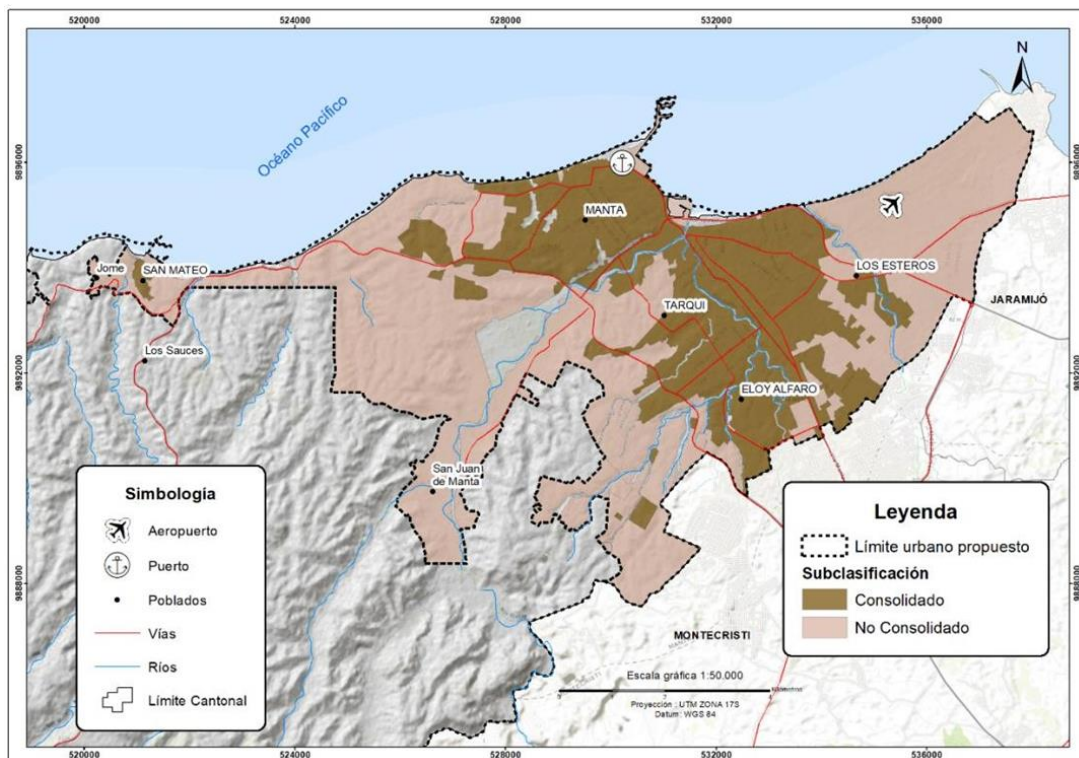 520000
524000
528000
532000
536000
N
Océano Pacífico
9896000
9896000
MANTA
Jome
SAN MATEO
LOS ESTEROS
JARAMIJÓ
TARQUI
Los Sauces
9892000
9892000
ELOY ALFARO
San Juan
de Manta
Simbología
Aeropuerto
Puerto
Poblados
Vías
Ríos
Límite Cantonal
Leyenda
Límite urbano propuesto
Subclasificación
Consolidado
No Consolidado
9888000
9888000
MONTECRISTI
Escala gráfica 1:50.000
Proyección : UTM ZONA 17S
Datum: WGS 84
520000
524000
528000
532000
536000